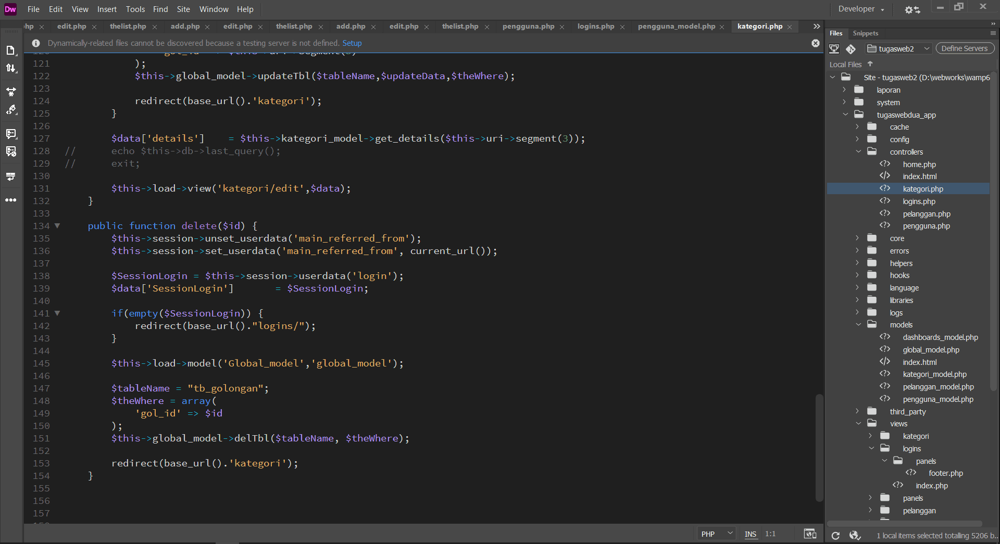 Dw File Edit View Insert Tools Find Site Window Help Developer
hp edit.php thelist.php add.php edit.php thelist.php add.php edit.php thelist.php pengguna.php logins.php pengguna_model.php kategori.php
Dynamically-related files cannot be discovered because a testing server is not defined. Setup
121 );
122 $this->global_model->updateTbl($tableName,$updateData,$theWhere);
123
124 redirect(base_url().'kategori');
125 }
126
127 $data['details'] = $this->kategori_model->get_details($this->uri->segment(3));
128 // echo $this->db->last_query();
129 // exit;
130
131 $this->load->view('kategori/edit',$data);
132 }
133
134 public function delete($id) {
135 $this->session->unset_userdata('main_referred_from');
136 $this->session->set_userdata('main_referred_from', current_url());
137
138 $SessionLogin = $this->session->userdata('login');
139 $data['SessionLogin'] = $SessionLogin;
140
141 if(empty($SessionLogin)) {
142 redirect(base_url()."logins/");
143 }
144
145 $this->load->model('Global_model','global_model');
146
147 $tableName = "tb_golongan";
148 $theWhere = array(
149 'gol_id' => $id
150 );
151 $this->global_model->delTbl($tableName, $theWhere);
152
153 redirect(base_url().'kategori');
154 }
155
156
157
PHP INS 1:1
Files Snippets
tugasweb2 Define Servers
Local Files
Site - tugasweb2 (D:\webworks\wamp6
laporan
system
tugaswebdua_app
cache
config
controllers
home.php
index.html
kategori.php
logins.php
pelanggan.php
pengguna.php
core
errors
helpers
hooks
language
libraries
logs
models
dashboards_model.php
global_model.php
index.html
kategori_model.php
pelanggan_model.php
pengguna_model.php
third_party
views
kategori
logins
panels
footer.php
index.php
panels
pelanggan
1 local items selected totalling 5206 b..